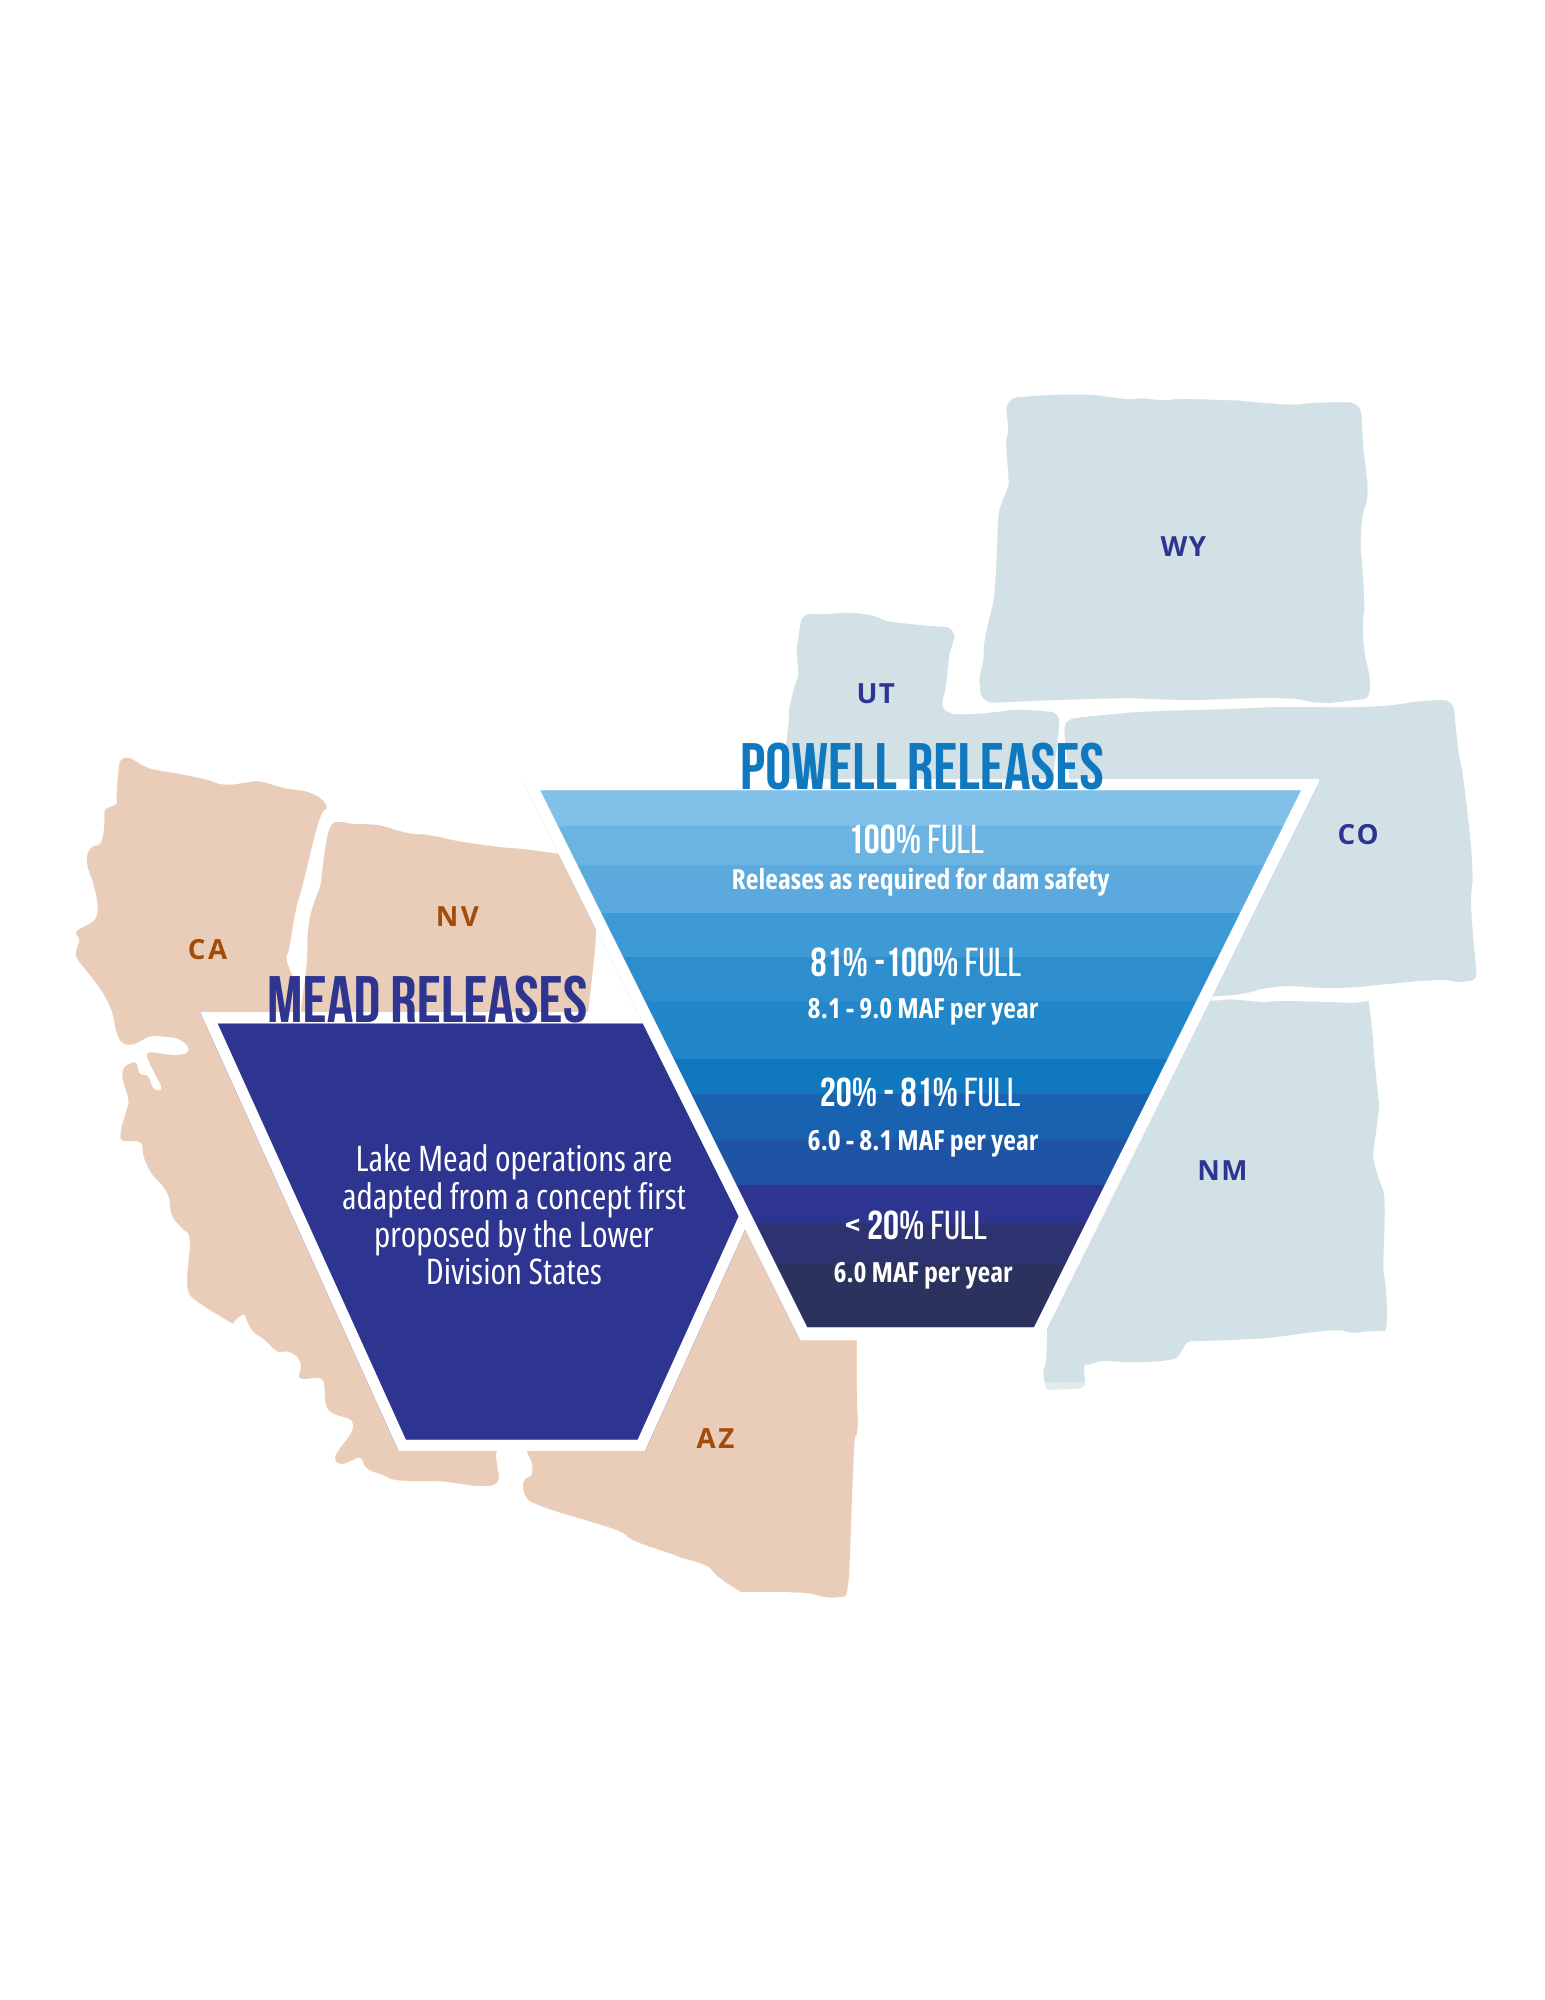 WY
UT
POWELL RELEASES
100% FULL
Releases as required for dam safety
CO
81% -100% FULL
8.1 - 9.0 MAF per year
20% - 81% FULL
6.0 - 8.1 MAF per year
NM
< 20% FULL
6.0 MAF per year
NV
CA
MEAD RELEASES
Lake Mead operations are
adapted from a concept first
proposed by the Lower
Division States
AZ